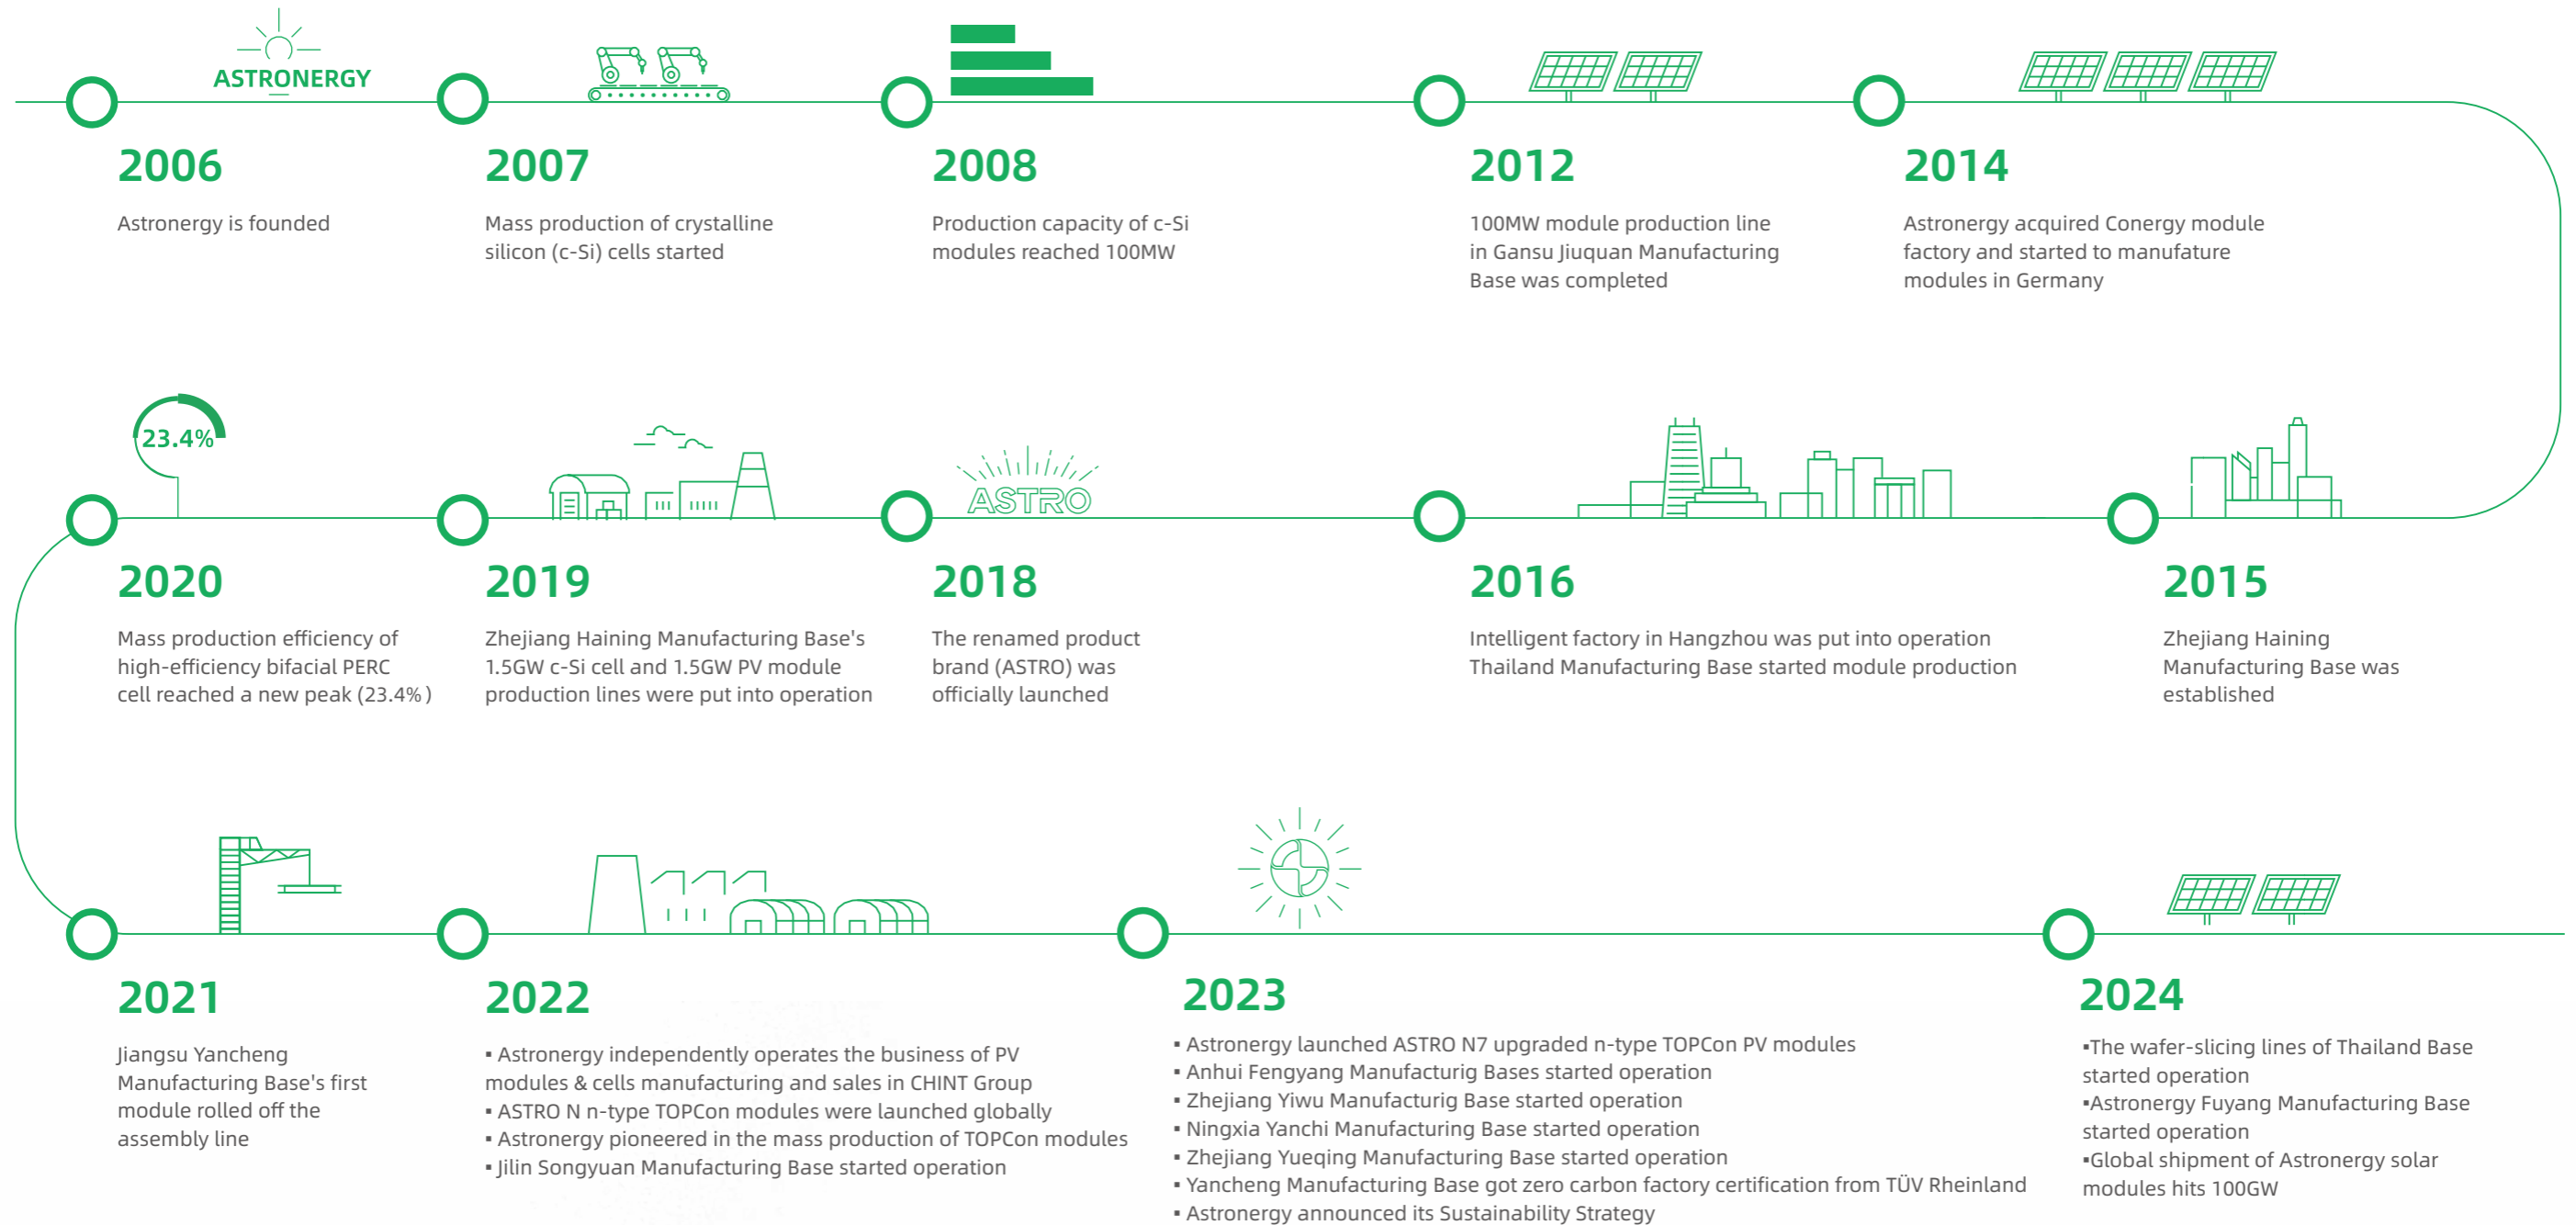 ASTRONERGY
2006
Astronergy is founded
2007
Mass production of crystalline
silicon (c-Si) cells started
2008
Production capacity of c-Si
modules reached 100MW
2012
100MW module production line
in Gansu Jiuquan Manufacturing
Base was completed
2014
Astronergy acquired Conergy module
factory and started to manufature
modules in Germany
2015
Zhejiang Haining
Manufacturing Base was
established
2016
Intelligent factory in Hangzhou was put into operation
Thailand Manufacturing Base started module production
ASTRO
2018
The renamed product
brand (ASTRO) was
officially launched
2019
Zhejiang Haining Manufacturing Base's
1.5GW c-Si cell and 1.5GW PV module
production lines were put into operation
23.4%
2020
Mass production efficiency of
high-efficiency bifacial PERC
cell reached a new peak (23.4%)
2021
Jiangsu Yancheng
Manufacturing Base's first
module rolled off the
assembly line
2022
▪ Astronergy independently operates the business of PV
modules & cells manufacturing and sales in CHINT Group
▪ ASTRO N n-type TOPCon modules were launched globally
▪ Astronergy pioneered in the mass production of TOPCon modules
▪ Jilin Songyuan Manufacturing Base started operation
2023
▪ Astronergy launched ASTRO N7 upgraded n-type TOPCon PV modules
▪ Anhui Fengyang Manufacturig Bases started operation
▪ Zhejiang Yiwu Manufacturig Base started operation
▪ Ningxia Yanchi Manufacturing Base started operation
▪ Zhejiang Yueqing Manufacturing Base started operation
▪ Yancheng Manufacturing Base got zero carbon factory certification from TÜV Rheinland
▪ Astronergy announced its Sustainability Strategy
2024
▪The wafer-slicing lines of Thailand Base
started operation
▪Astronergy Fuyang Manufacturing Base
started operation
▪Global shipment of Astronergy solar
modules hits 100GW